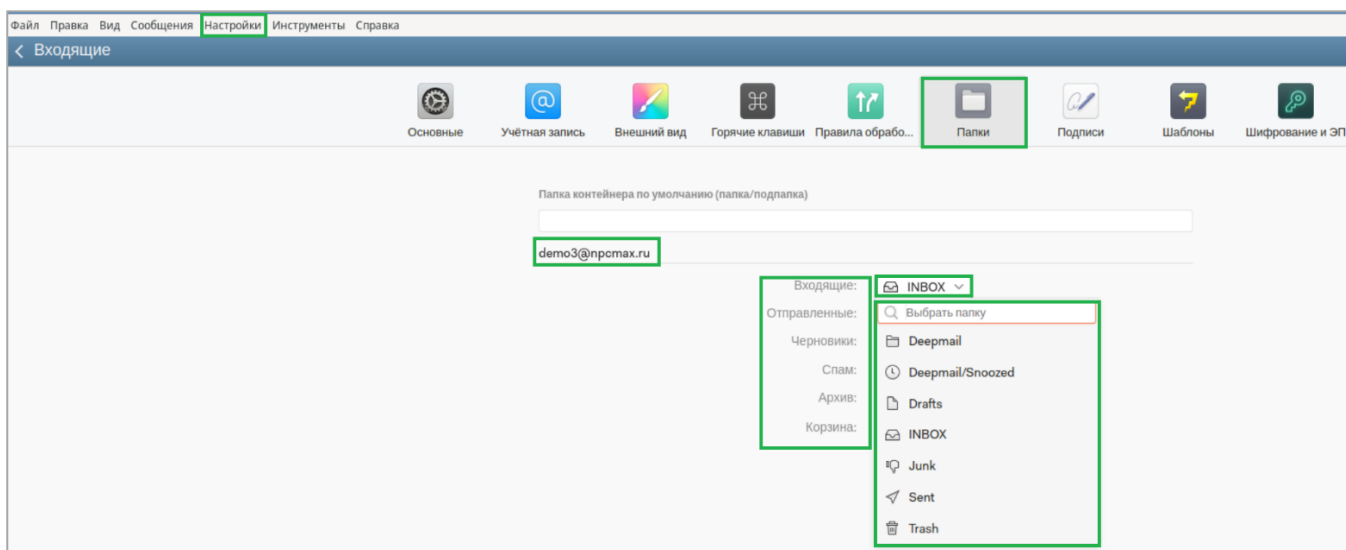 Файл Правка Вид Сообщения Настройки Инструменты Справка
Входящие
Основные Учётная запись Внешний вид Горячие клавиши Правила обрабо... Папки Подписи Шаблоны Шифрование и ЭП
Папка контейнера по умолчанию (папка/подпапка)
demo3@npcmax.ru
Входящие: INBOX
Отправленные: Выбрать папку
Черновики: Deepmail
Спам: Deepmail/Snoozed
Архив: Drafts
Корзина: INBOX
Junk
Sent
Trash